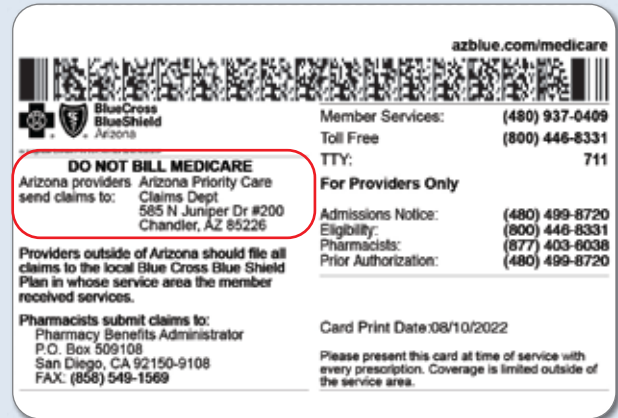 azblue.com/medicare
BlueCross
BlueShield
Arizona
DO NOT BILL MEDICARE
Arizona providers Arizona Priority Care
send claims to: Claims Dept
585 N Juniper Dr #200
Chandler, AZ 85226
Providers outside of Arizona should file all
claims to the local Blue Cross Blue Shield
Plan in whose service area the member
received services.
Pharmacists submit claims to:
Pharmacy Benefits Administrator
P.O. Box 509108
San Diego, CA 92150-9108
FAX: (858) 549-1569
Member Services: (480) 937-0409
Toll Free (800) 446-8331
TTY: 711
For Providers Only
Admissions Notice: (480) 499-8720
Eligibility: (800) 446-8331
Pharmacists: (877) 403-6038
Prior Authorization: (480) 499-8720
Card Print Date:08/10/2022
Please present this card at time of service with
every prescription. Coverage is limited outside of
the service area.